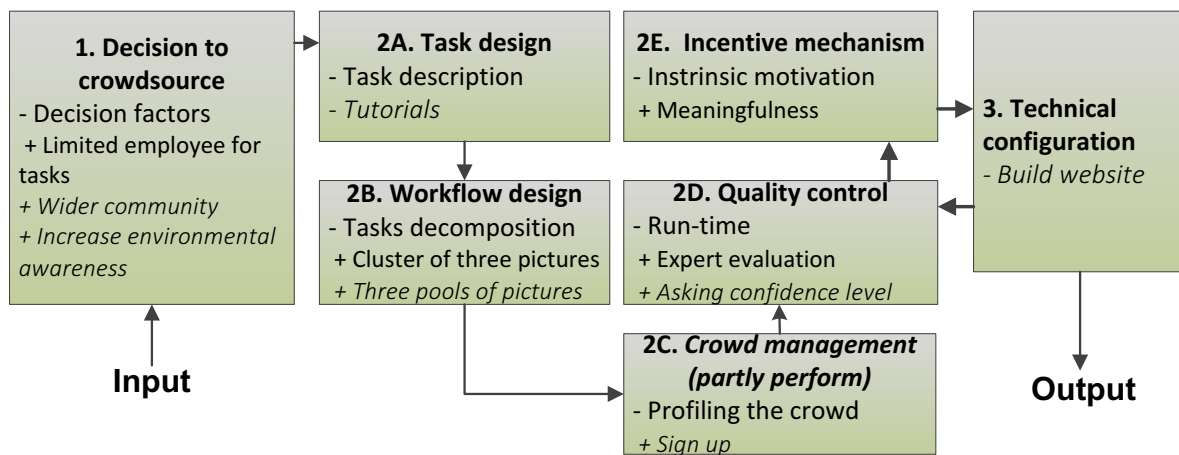 1. Decision to
crowdsource
- Decision factors
+ Limited employee for
tasks
+ Wider community
+ Increase environmental
awareness
Input
2A. Task design
- Task description
- Tutorials
2B. Workflow design
- Tasks decomposition
+ Cluster of three pictures
+ Three pools of pictures
2C. Crowd management
(partly perform)
- Profiling the crowd
+ Sign up
2D. Quality control
- Run-time
+ Expert evaluation
+ Asking confidence level
2E. Incentive mechanism
- Instrinsic motivation
+ Meaningfulness
3. Technical
configuration
- Build website
Output